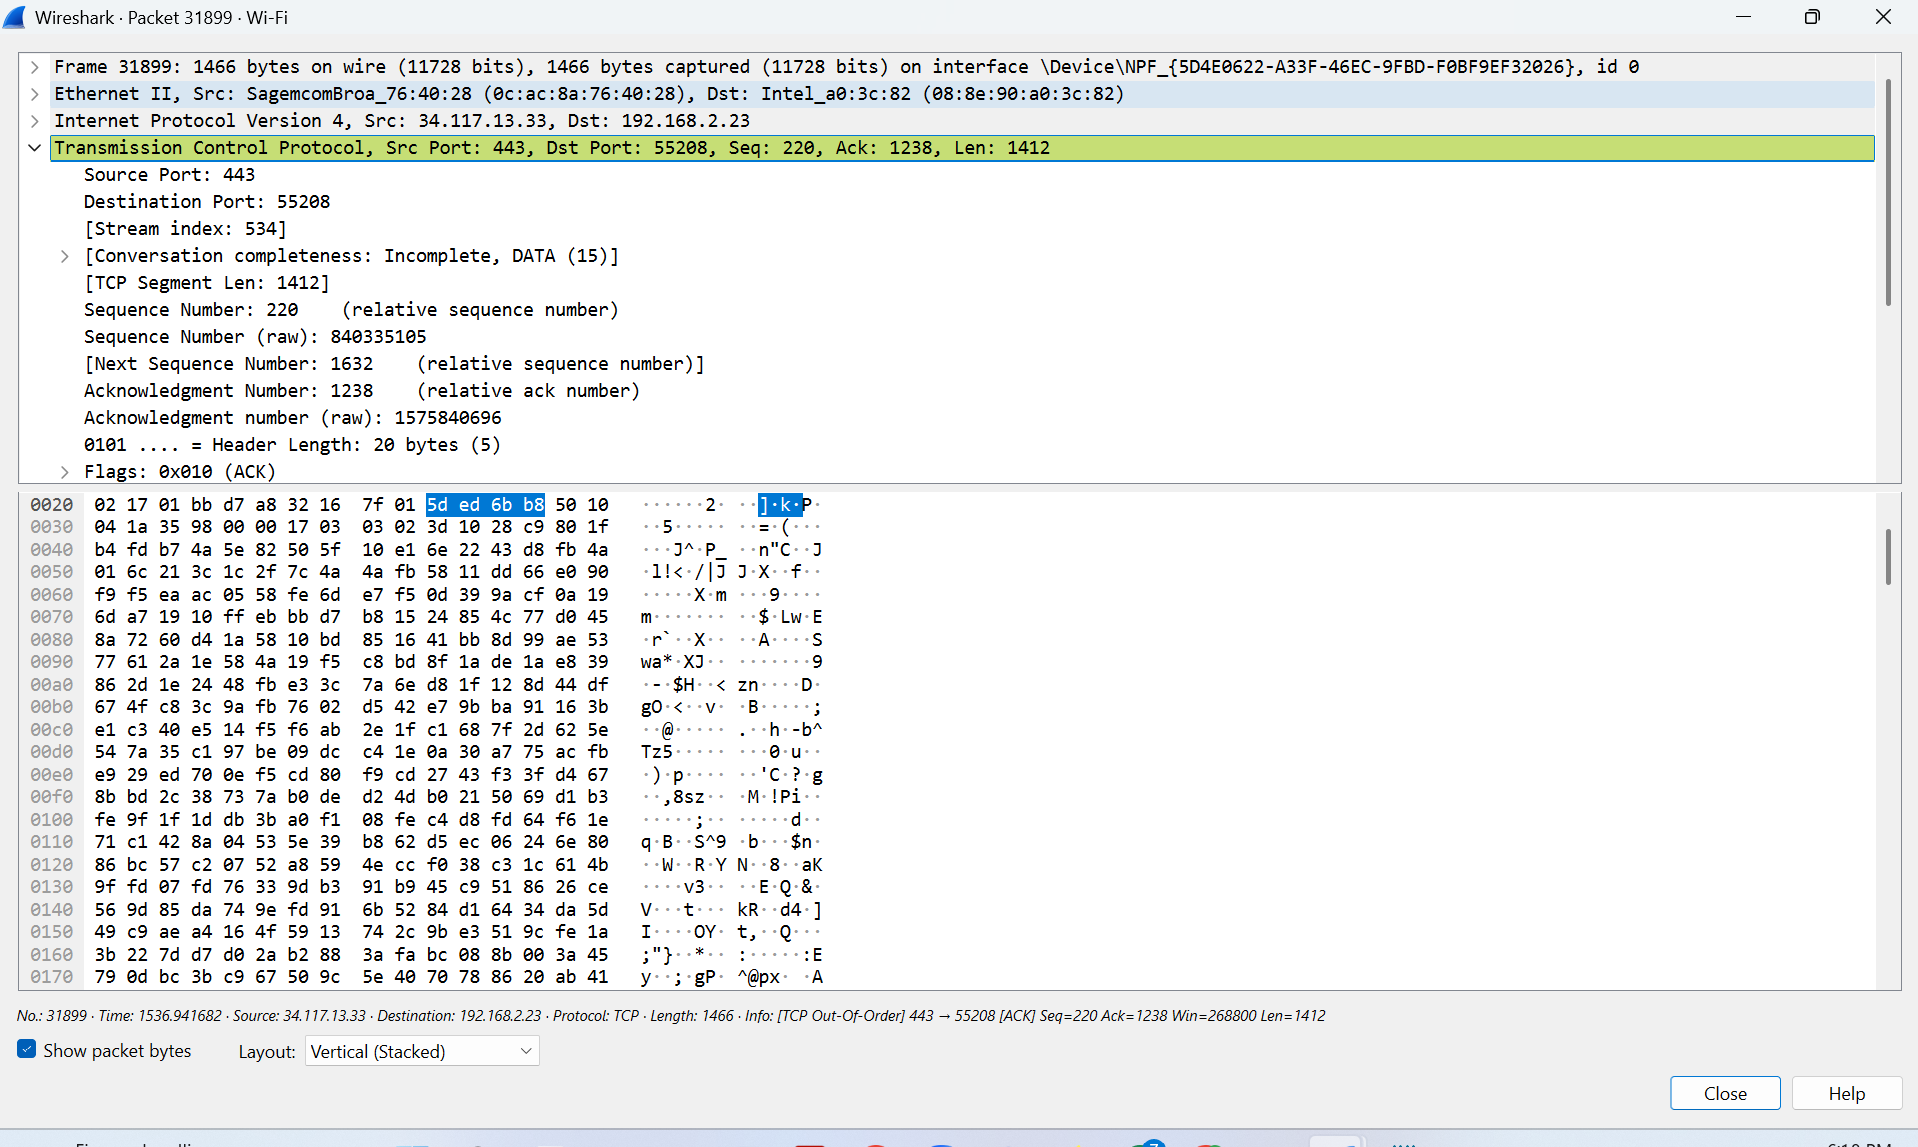 Wireshark · Packet 31899 · Wi-Fi
Frame 31899: 1466 bytes on wire (11728 bits), 1466 bytes captured (11728 bits) on interface \Device\NPF_{5D4E0622-A33F-46EC-9FBD-F0BF9EF32026}, id 0
Ethernet II, Src: SagemcomBroa_76:40:28 (0c:ac:8a:76:40:28), Dst: Intel_a0:3c:82 (08:8e:90:a0:3c:82)
Internet Protocol Version 4, Src: 34.117.13.33, Dst: 192.168.2.23
Transmission Control Protocol, Src Port: 443, Dst Port: 55208, Seq: 220, Ack: 1238, Len: 1412
Source Port: 443
Destination Port: 55208
[Stream index: 534]
[Conversation completeness: Incomplete, DATA (15)]
[TCP Segment Len: 1412]
Sequence Number: 220    (relative sequence number)
Sequence Number (raw): 840335105
[Next Sequence Number: 1632    (relative sequence number)]
Acknowledgment Number: 1238    (relative ack number)
Acknowledgment number (raw): 1575840696
0101 .... = Header Length: 20 bytes (5)
Flags: 0x010 (ACK)
0020  02 17 01 bb d7 a8 32 16  7f 01 5d ed 6b b8 50 10   ······2· ··]·k·P·
0030  04 1a 35 98 00 00 17 03  03 02 3d 10 28 c9 80 1f   ··5····· ··=·(···
0040  b4 fd b7 4a 5e 82 50 5f  10 e1 6e 22 43 d8 fb 4a   ···J^·P_ ··n"C··J
0050  01 6c 21 3c 1c 2f 7c 4a  4a fb 58 11 dd 66 e0 90   ·l!<·/|J J·X··f··
0060  f9 f5 ea ac 05 58 fe 6d  e7 f5 0d 39 9a cf 0a 19   ·····X·m ···9····
0070  6d a7 19 10 ff eb bb d7  b8 15 24 85 4c 77 d0 45   m······· ··$·Lw·E
0080  8a 72 60 d4 1a 58 10 bd  85 16 41 bb 8d 99 ae 53   ·r`··X·· ··A····S
0090  77 61 2a 1e 58 4a 19 f5  c8 bd 8f 1a de 1a e8 39   wa*·XJ·· ·······9
00a0  86 2d 1e 24 48 fb e3 3c  7a 6e d8 1f 12 8d 44 df   ·-·$H··< zn····D·
00b0  67 4f c8 3c 9a fb 76 02  d5 42 e7 9b ba 91 16 3b   gO·<··v· ·B·····;
00c0  e1 c3 40 e5 14 f5 f6 ab  2e 1f c1 68 7f 2d 62 5e   ··@····· .··h·-b^
00d0  54 7a 35 c1 97 be 09 dc  c4 1e 0a 30 a7 75 ac fb   Tz5····· ···0·u··
00e0  e9 29 ed 70 0e f5 cd 80  f9 cd 27 43 f3 3f d4 67   ·)·p···· ··'C·?·g
00f0  8b bd 2c 38 73 7a b0 de  d2 4d b0 21 50 69 d1 b3   ··,8sz·· ·M·!Pi··
0100  fe 9f 1f 1d db 3b a0 f1  08 fe c4 d8 fd 64 f6 1e   ·····;·· ·····d··
0110  71 c1 42 8a 04 53 5e 39  b8 62 d5 ec 06 24 6e 80   q·B··S^9 ·b···$n·
0120  86 bc 57 c2 07 52 a8 59  4e cc f0 38 c3 1c 61 4b   ··W··R·Y N··8··aK
0130  9f fd 07 fd 76 33 9d b3  91 b9 45 c9 51 86 26 ce   ····v3·· ··E·Q·&·
0140  56 9d 85 da 74 9e fd 91  6b 52 84 d1 64 34 da 5d   V···t··· kR··d4·]
0150  49 c9 ae a4 16 4f 59 13  74 2c 9b e3 51 9c fe 1a   I····OY· t,··Q···
0160  3b 22 7d d7 d0 2a b2 88  3a fa bc 08 8b 00 3a 45   ;"}··*·· :·····:E
0170  79 0d bc 3b c9 67 50 9c  5e 40 70 78 86 20 ab 41   y··;·gP· ^@px· ·A
No.: 31899 · Time: 1536.941682 · Source: 34.117.13.33 · Destination: 192.168.2.23 · Protocol: TCP · Length: 1466 · Info: [TCP Out-Of-Order] 443 → 55208 [ACK] Seq=220 Ack=1238 Win=268800 Len=1412
Show packet bytes    Layout: Vertical (Stacked)
Close    Help